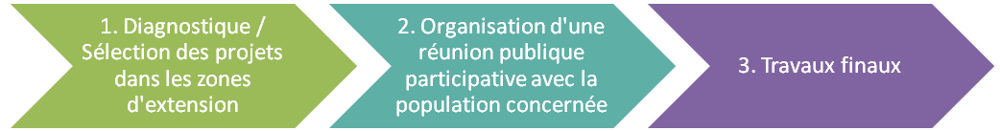 1. Diagnostique /
Sélection des projets
dans les zones
d'extension
2. Organisation d'une
réunion publique
participative avec la
population concernée
3. Travaux finaux